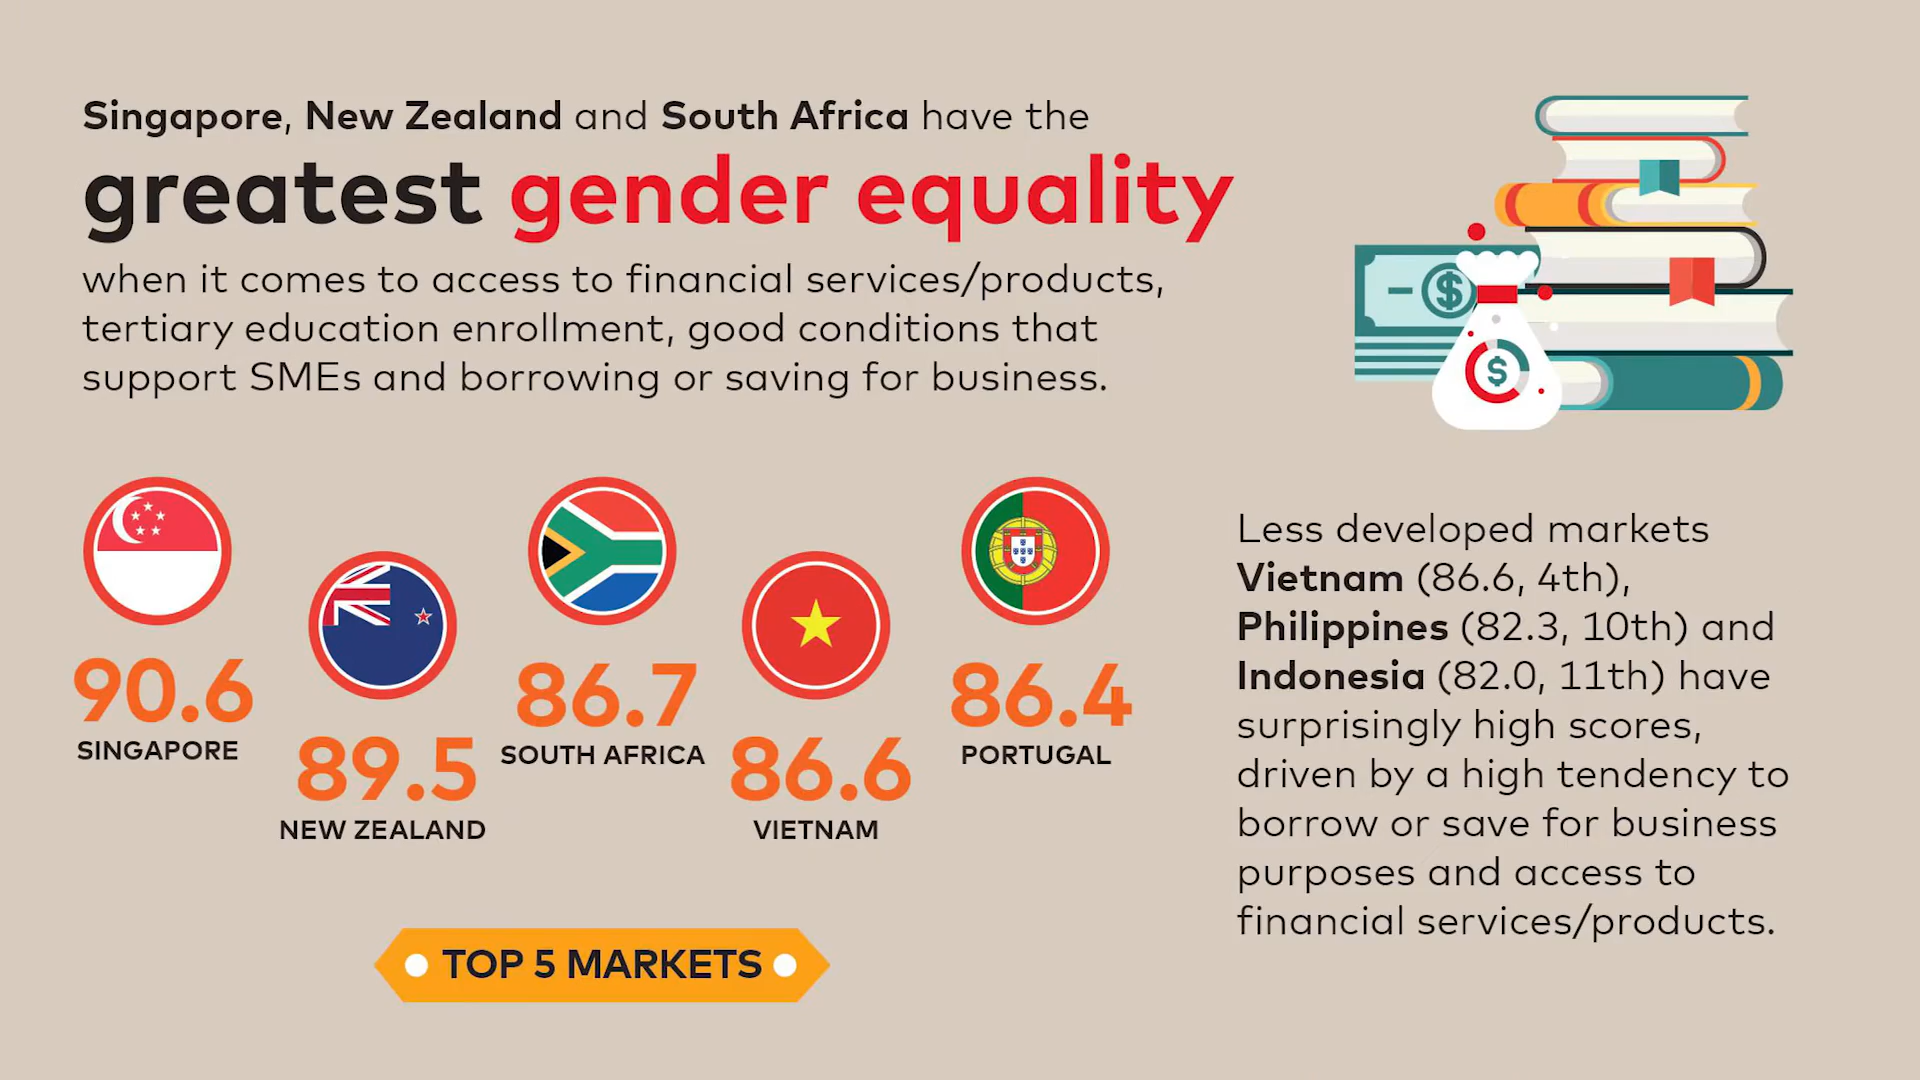 Singapore, New Zealand and South Africa have the
greatest gender equality
when it comes to access to financial services/products,
tertiary education enrollment, good conditions that
support SMEs and borrowing or saving for business.
$
$
90.6
SINGAPORE
89.5
NEW ZEALAND
86.7
SOUTH AFRICA
86.6
VIETNAM
86.4
PORTUGAL
TOP 5 MARKETS
Less developed markets
Vietnam (86.6, 4th),
Philippines (82.3, 10th) and
Indonesia (82.0, 11th) have
surprisingly high scores,
driven by a high tendency to
borrow or save for business
purposes and access to
financial services/products.